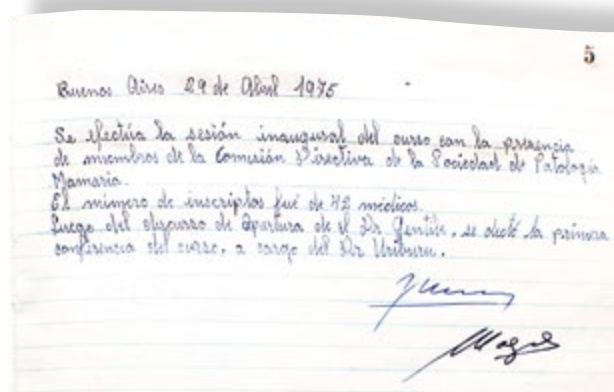 5
Buenos Aires 29 de Abril 1975
Se efectúa la sesión inaugural del curso con la presencia
de miembros de la Comisión Directiva de la Sociedad de Patología
Mamaria.
El número de inscriptos fué de 42 médicos.
Luego del discurso de apertura de el Dr Gentile, se dictó la primera
conferencia del curso, a cargo del Dr Uriburu.